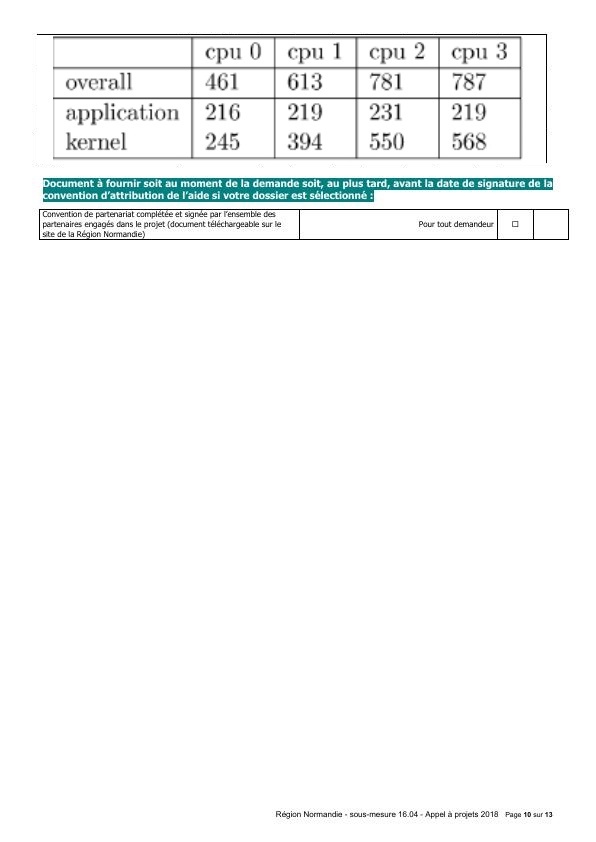 cpu 0 cpu 1 cpu 2 cpu 3
overall 461 613 781 787
application 216 219 231 219
kernel 245 394 550 568
Document à fournir soit au moment de la demande soit, au plus tard, avant la date de signature de la
convention d'attribution de l'aide si votre dossier est sélectionné :
Convention de partenariat complétée et signée par l'ensemble des
partenaires engagés dans le projet (document téléchargeable sur le
site de la Région Normandie)
Pour tout demandeur ☐
Région Normandie - sous-mesure 16.04 - Appel à projets 2018 Page 10 sur 13